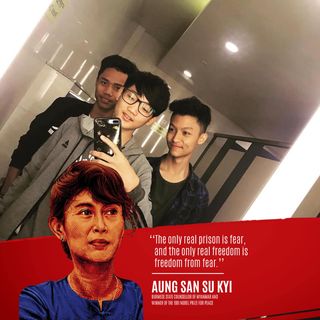 “The only real prison is fear,
and the only real freedom is
freedom from fear.”
AUNG SAN SU KYI
BURMESE STATE COUNSELLOR OF MYANMAR AND
WINNER OF THE 1991 NOBEL PRIZE FOR PEACE